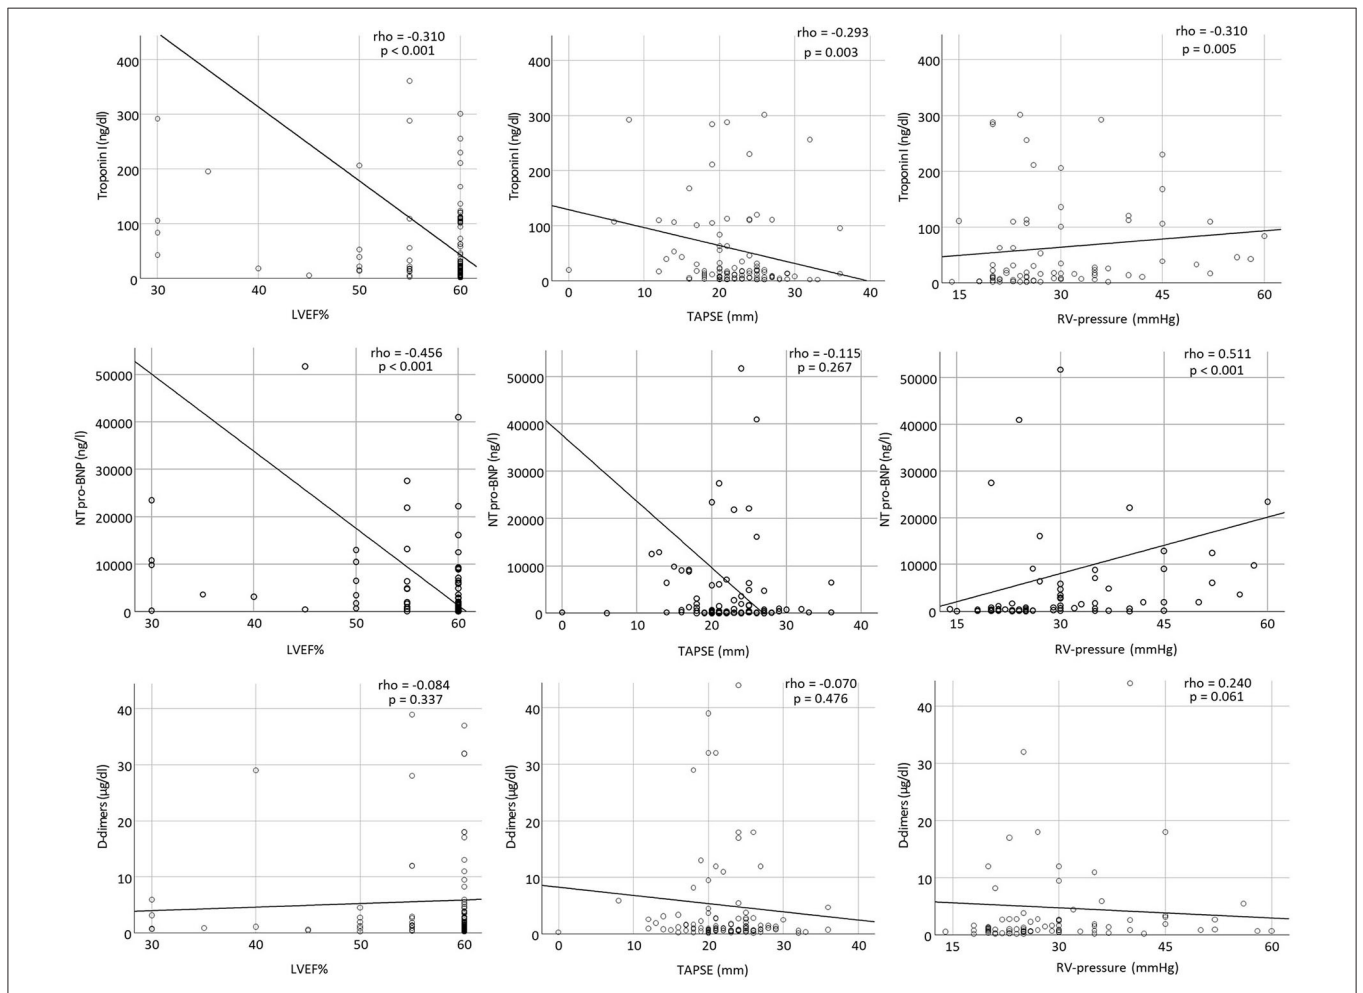 rho = -0.310
p < 0.001
400
300
200
100
0
30
40
50
60
Troponin I (ng/dl)
LVEF%
rho = -0.293
p = 0.003
400
300
200
100
0
0
10
20
30
40
Troponin I (ng/dl)
TAPSE (mm)
rho = -0.310
p = 0.005
400
300
200
100
0
15
30
45
60
Troponin I (ng/dl)
RV-pressure (mmHg)
rho = -0.456
p < 0.001
50000
40000
30000
20000
10000
0
30
40
50
60
NT pro-BNP (ng/l)
LVEF%
rho = -0.115
p = 0.267
50000
40000
30000
20000
10000
0
0
10
20
30
40
NT pro-BNP (ng/l)
TAPSE (mm)
rho = 0.511
p < 0.001
50000
40000
30000
20000
10000
0
15
30
45
60
NT pro-BNP (ng/l)
RV-pressure (mmHg)
rho = -0.084
p = 0.337
40
30
20
10
0
30
40
50
60
D-dimers (µg/dl)
LVEF%
rho = -0.070
p = 0.476
40
30
20
10
0
0
10
20
30
40
D-dimers (µg/dl)
TAPSE (mm)
rho = 0.240
p = 0.061
40
30
20
10
0
15
30
45
60
D-dimers (µg/dl)
RV-pressure (mmHg)